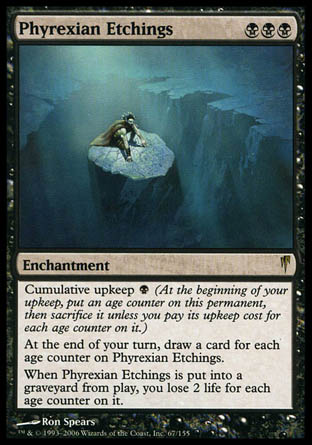 Phyrexian Etchings
Enchantment
Cumulative upkeep (At the beginning of your
upkeep, put an age counter on this permanent,
then sacrifice it unless you pay its upkeep cost for
each age counter on it.)
At the end of your turn, draw a card for each
age counter on Phyrexian Etchings.
When Phyrexian Etchings is put into a
graveyard from play, you lose 2 life for each
age counter on it.
Ron Spears
™ & © 1993–2006 Wizards of the Coast, Inc. 67/155